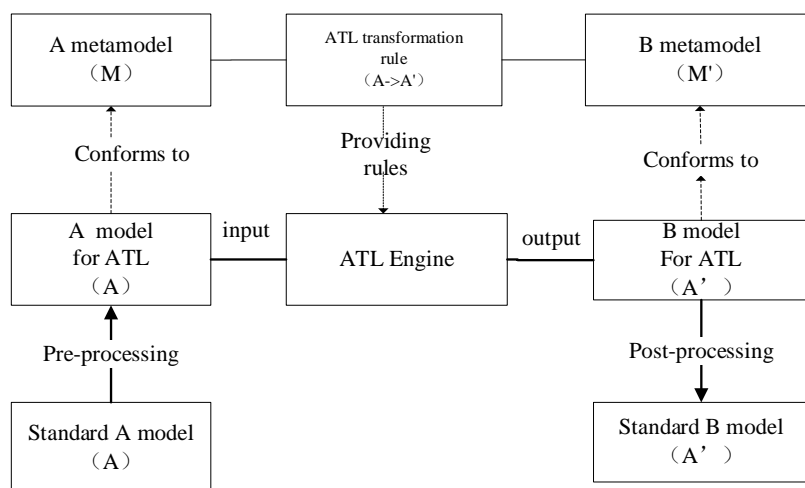 A metamodel
（M）
ATL transformation
rule
（A->A'）
B metamodel
（M'）
Conforms to
Providing
rules
Conforms to
A model
for ATL
（A）
input
ATL Engine
output
B model
For ATL
（A’）
Pre-processing
Post-processing
Standard A model
（A）
Standard B model
（A’）